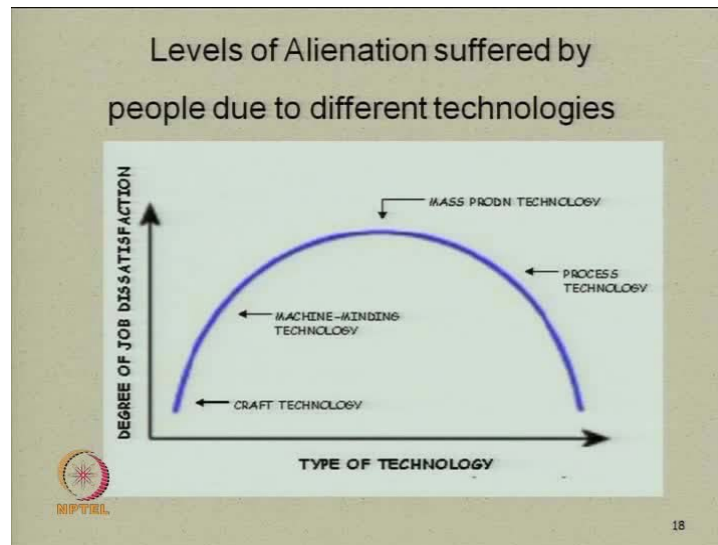 Levels of Alienation suffered by
people due to different technologies
DEGREE OF JOB DISSATISFACTION
MASS PRODN TECHNOLOGY
PROCESS
TECHNOLOGY
MACHINE-MINDING
TECHNOLOGY
CRAFT TECHNOLOGY
TYPE OF TECHNOLOGY
NPTEL
18